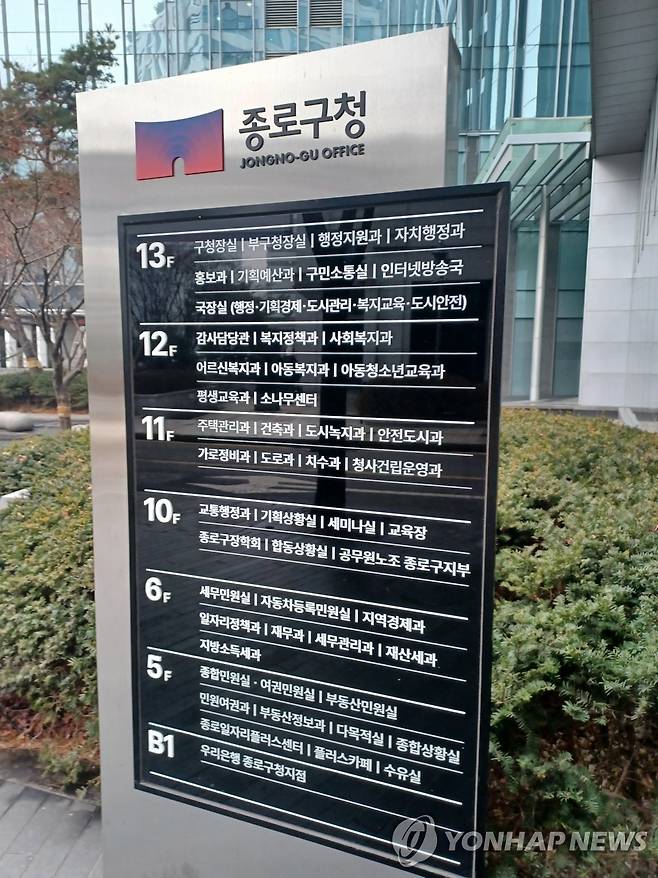 종로구청
JONGNO-GU OFFICE
13F
구청장실 | 부구청장실 | 행정지원과 | 자치행정과
홍보과 | 기획예산과 | 구민소통실 | 인터넷방송국
국장실 (행정·기획경제·도시관리·복지교육·도시안전)
12F
감사담당관 | 복지정책과 | 사회복지과
어르신복지과 | 아동복지과 | 아동청소년교육과
평생교육과 | 소나무센터
11F
주택관리과 | 건축과 | 도시녹지과 | 안전도시과
가로정비과 | 도로과 | 치수과 | 청사건립운영과
10F
교통행정과 | 기획상황실 | 세미나실 | 교육장
종로구장학회 | 합동상황실 | 공무원노조 종로구지부
6F
세무민원실 | 자동차등록민원실 | 지역경제과
일자리정책과 | 재무과 | 세무관리과 | 재산세과
지방소득세과
5F
종합민원실 · 여권민원실 | 부동산민원실
민원여권과 | 부동산정보과 | 다목적실 | 종합상황실
종로일자리플러스센터 | 플러스카페 | 수유실
B1
우리은행 종로구청지점
YONHAP NEWS